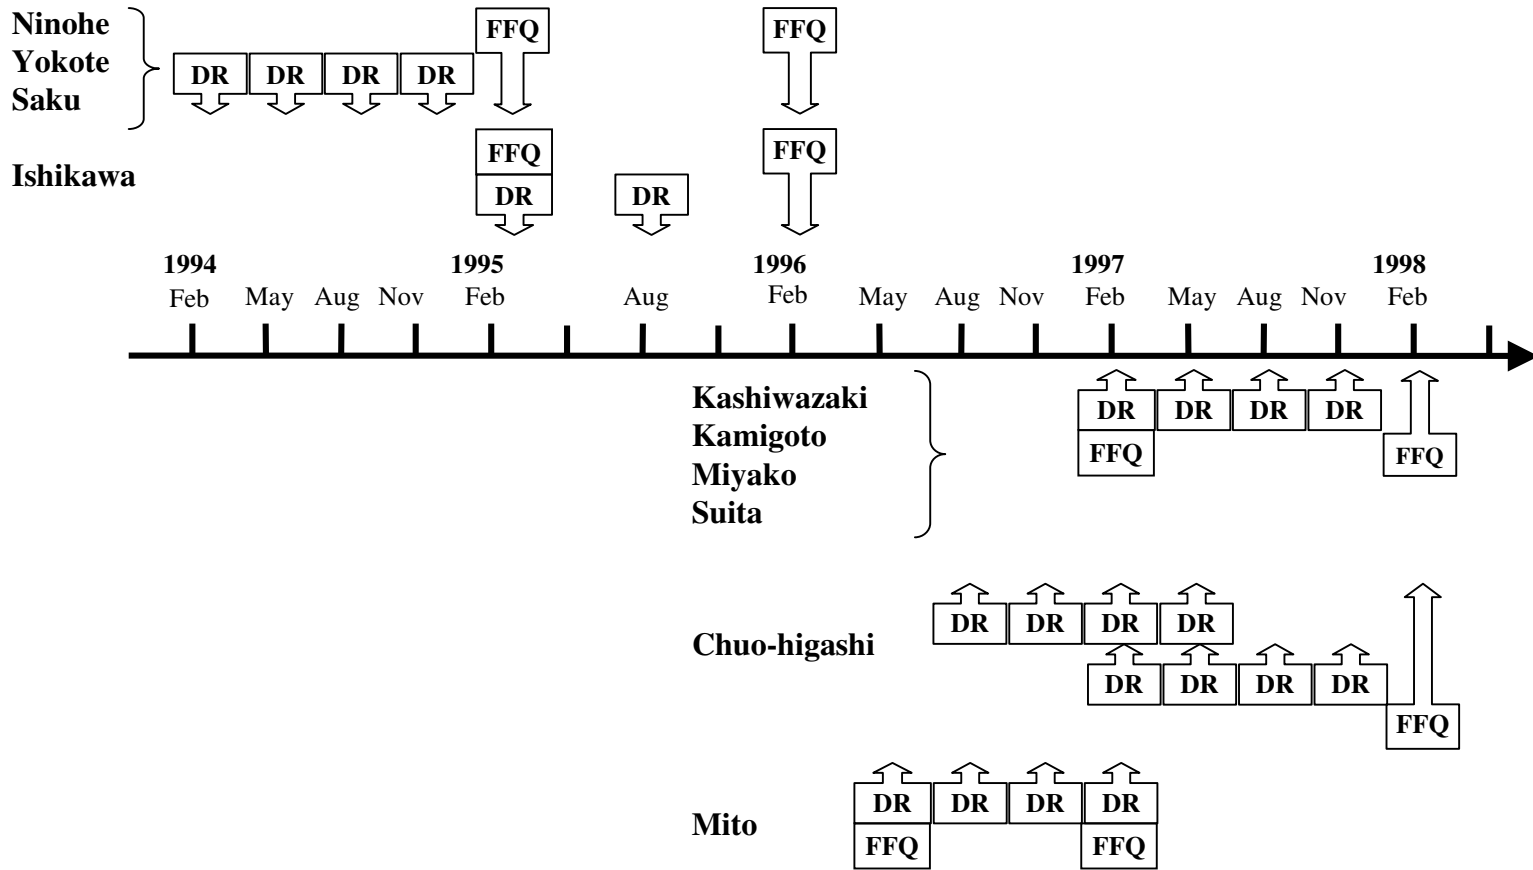 Ninohe
Yokote
Saku
FFQ
FFQ
DR
DR
DR
DR
Ishikawa
FFQ
FFQ
DR
DR
1994
1995
1996
1997
1998
Feb
May
Aug
Nov
Feb
Aug
Feb
May
Aug
Nov
Feb
May
Aug
Nov
Feb
Kashiwazaki
Kamigoto
Miyako
Suita
DR
DR
DR
DR
FFQ
FFQ
Chuo-higashi
DR
DR
DR
DR
DR
DR
DR
DR
FFQ
Mito
DR
DR
DR
DR
FFQ
FFQ